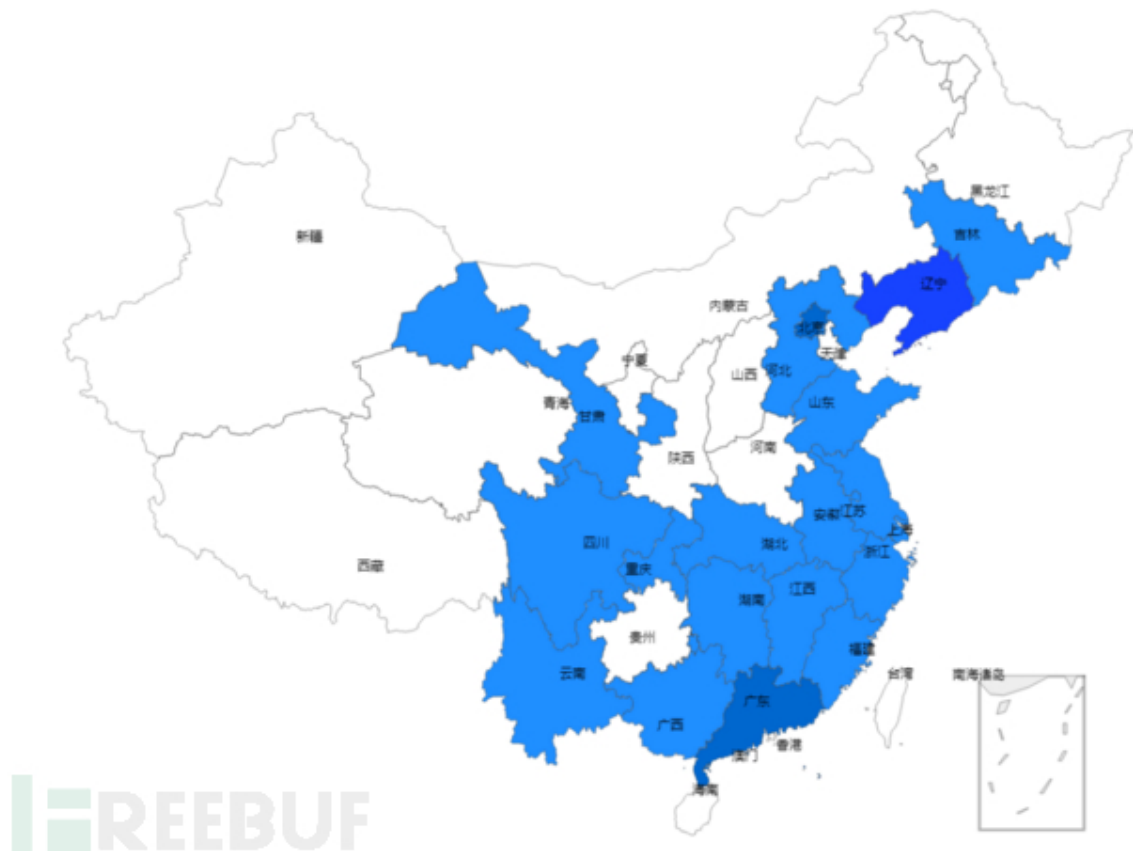 黑龙江
吉林
新疆
辽宁
内蒙古
北京
天津
宁夏
山西
河北
青海
甘肃
山东
河南
陕西
安徽
江苏
上海
四川
湖北
浙江
西藏
重庆
湖南
江西
贵州
福建
云南
台湾
南海诸岛
广东
广西
香港
澳门
海南
REEBUF